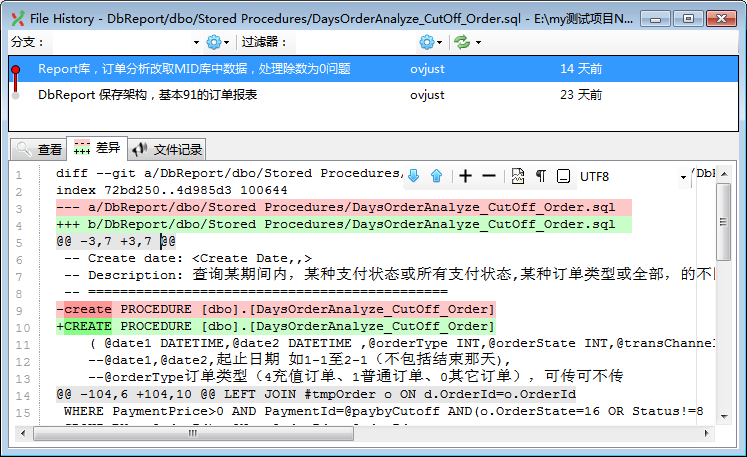 File History - DbReport/dbo/Stored Procedures/DaysOrderAnalyze_CutOff_Order.sql - E:\my测试项目N...
分支： 过滤器：
Report库，订单分析改取MID库中数据，处理除数为0问题 ovjust 14 天前
DbReport 保存架构，基本91的订单报表 ovjust 23 天前
查看 差异 文件记录
1 diff --git a/DbReport/dbo/Stored Procedures/
UTF8
2 index 72bd250..4d985d3 100644
3 --- a/DbReport/dbo/Stored Procedures/DaysOrderAnalyze_CutOff_Order.sql
4 +++ b/DbReport/dbo/Stored Procedures/DaysOrderAnalyze_CutOff_Order.sql
5 @@ -3,7 +3,7 @@
6 -- Create date: <Create Date,,>
7 -- Description: 查询某期间内，某种支付状态或所有支付状态,某种订单类型或全部，的不
8 -- =============================================
9 -create PROCEDURE [dbo].[DaysOrderAnalyze_CutOff_Order]
10 +CREATE PROCEDURE [dbo].[DaysOrderAnalyze_CutOff_Order]
11 ( @date1 DATETIME,@date2 DATETIME ,@orderType INT,@orderState INT,@transChannel
12 --@date1,@date2,起止日期 如1-1至2-1（不包括结束那天),
13 --@orderType订单类型（4充值订单、1普通订单、0其它订单），可传可不传
14 @@ -104,6 +104,10 @@ LEFT JOIN #tmpOrder o ON d.OrderId=o.OrderId
15 WHERE PaymentPrice>0 AND PaymentId=@paybyCutoff AND(o.OrderState=16 OR Status!=8